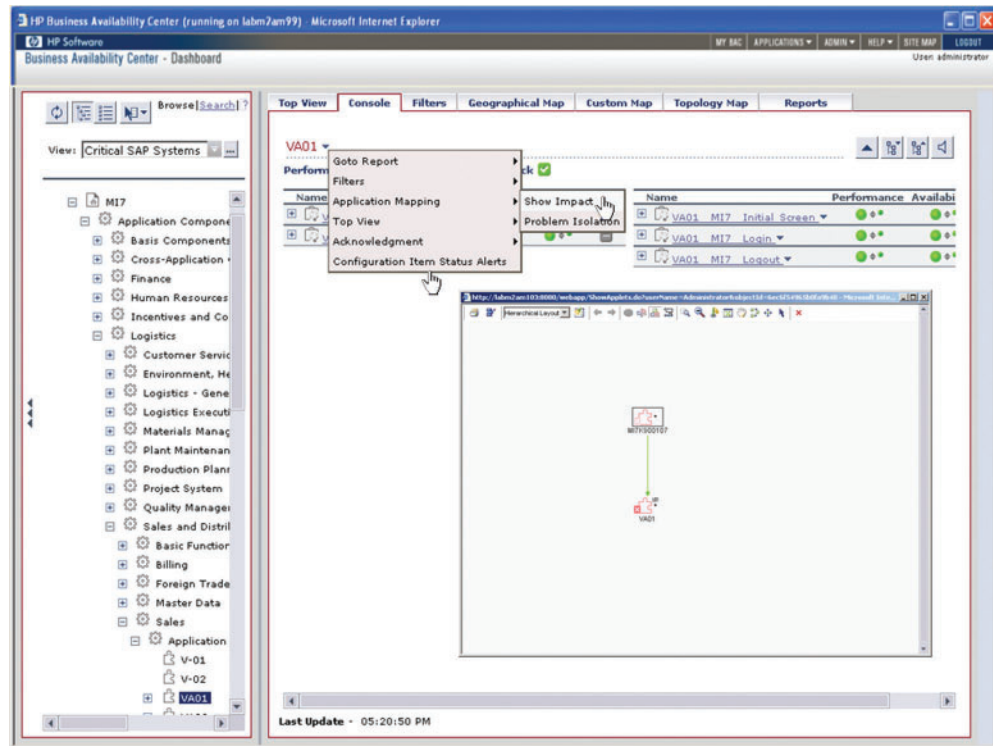 HP Business Availability Center (running on labm7am99) - Microsoft Internet Explorer
HP Software
MY BAC APPLICATIONS ADMIN HELP SITE MAP LOGOUT
Business Availability Center - Dashboard
User: administrator
Browse|Search| ?
View: Critical SAP Systems ...
MI7
Application Compone
Basis Components
Cross-Application
Finance
Human Resources
Incentives and Co
Logistics
Customer Servic
Environment, He
Logistics - Gene
Logistics Executi
Materials Manag
Plant Maintenan
Production Plann
Project System
Quality Manager
Sales and Distril
Basic Function
Billing
Foreign Trade
Master Data
Sales
Application
V-01
V-02
VA01
Top View Console Filters Geographical Map Custom Map Topology Map Reports
VA01
Perform
ck
Goto Report
Filters
Application Mapping
Top View
Acknowledgment
Configuration Item Status Alerts
Show Impact
Problem Isolation
Name
Name Performance Availabi
VA01 MI7 Initial Screen
VA01 MI7 Login
VA01 MI7 Logout
Hierarchical Layout
MI7K900107
VA01
Last Update - 05:20:50 PM